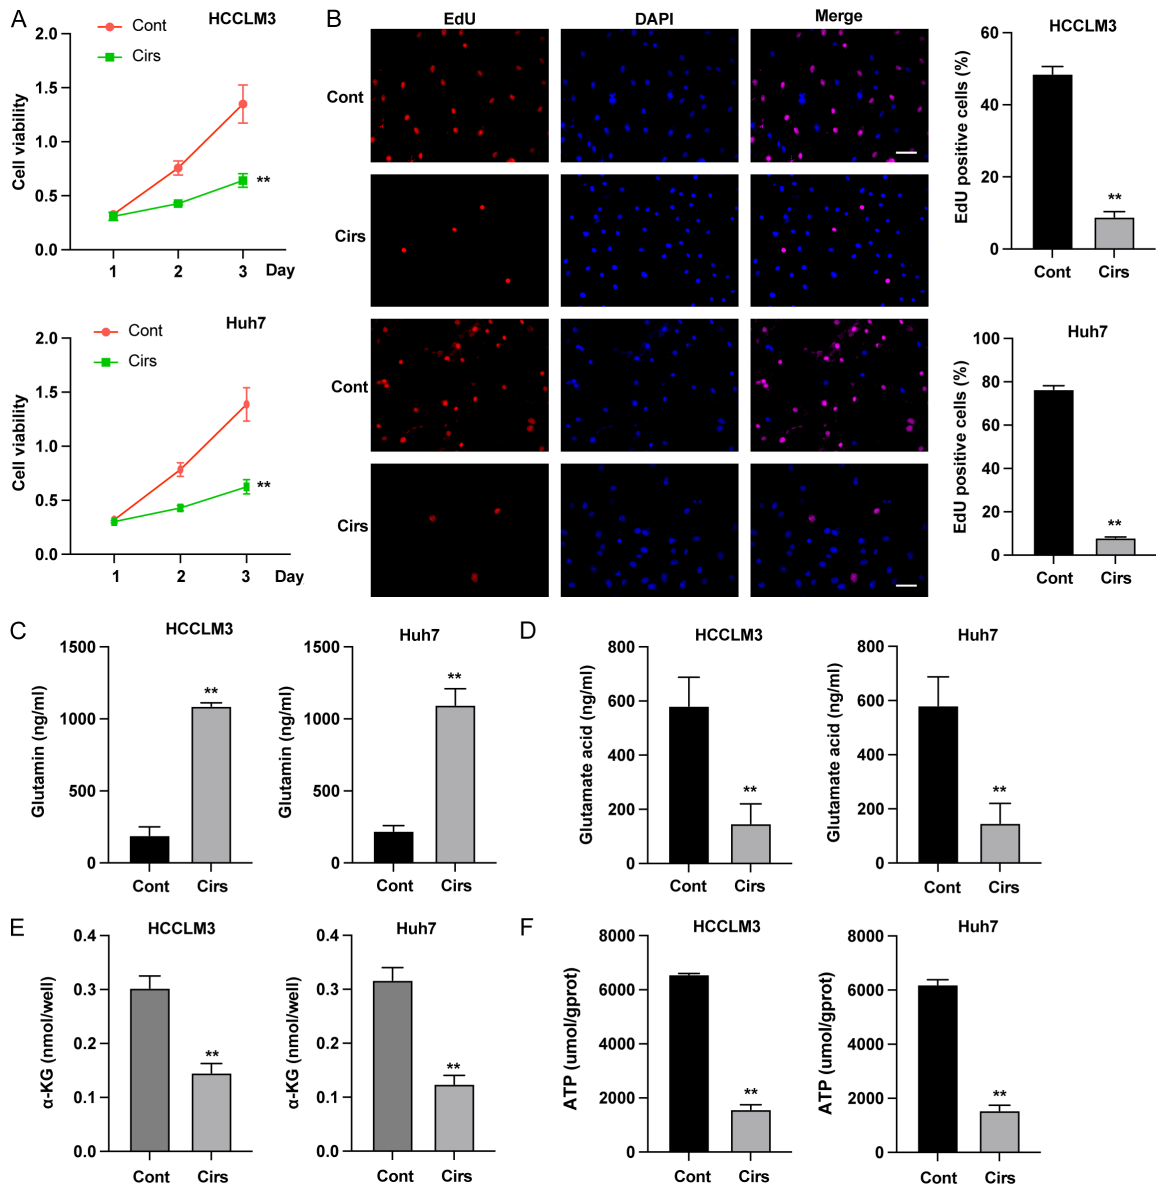 A
HCCLM3
Cont
Cirs
2.0
1.5
1.0
0.5
0.0
Cell viability
**
1 2 3 Day
Huh7
Cont
Cirs
2.0
1.5
1.0
0.5
0.0
Cell viability
**
1 2 3 Day
B
EdU DAPI Merge
Cont
Cirs
Cont
Cirs
HCCLM3
60
40
20
0
EdU positive cells (%)
**
Cont Cirs
Huh7
100
80
60
40
20
0
EdU positive cells (%)
**
Cont Cirs
C
HCCLM3
1500
1000
500
0
Glutamin (ng/ml)
**
Cont Cirs
Huh7
1500
1000
500
0
Glutamin (ng/ml)
**
Cont Cirs
D
HCCLM3
800
600
400
200
0
Glutamate acid (ng/ml)
**
Cont Cirs
Huh7
800
600
400
200
0
Glutamate acid (ng/ml)
**
Cont Cirs
E
HCCLM3
0.4
0.3
0.2
0.1
0.0
α-KG (nmol/well)
**
Cont Cirs
Huh7
0.4
0.3
0.2
0.1
0.0
α-KG (nmol/well)
**
Cont Cirs
F
HCCLM3
8000
6000
4000
2000
0
ATP (umol/gprot)
**
Cont Cirs
Huh7
8000
6000
4000
2000
0
ATP (umol/gprot)
**
Cont Cirs